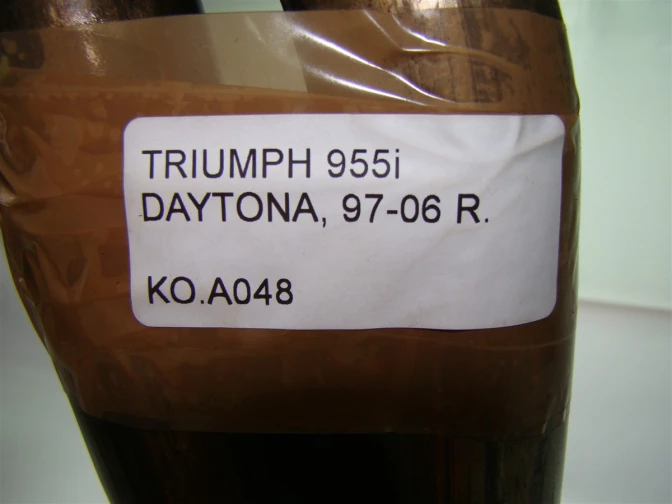 TRIUMPH 955i
DAYTONA, 97-06 R.
KO.A048